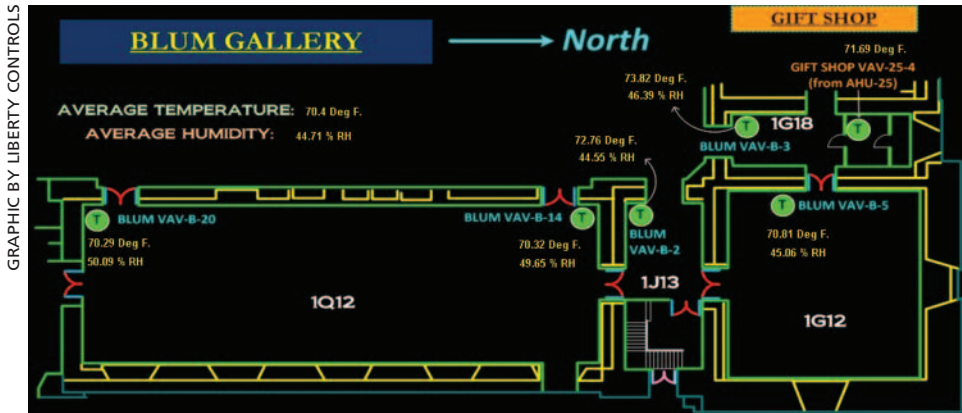 GRAPHIC BY LIBERTY CONTROLS
BLUM GALLERY
North
GIFT SHOP
71.69 Deg F.
GIFT SHOP VAV-25-4
(from AHU-25)
73.82 Deg F.
46.39 % RH
AVERAGE TEMPERATURE: 70.4 Deg F.
AVERAGE HUMIDITY: 44.71 % RH
T
1G18
T
BLUM VAV-B-3
72.76 Deg F.
44.55 % RH
T
BLUM VAV-B-20
70.29 Deg F.
50.09 % RH
BLUM VAV-B-14
T
70.32 Deg F.
49.65 % RH
T
BLUM
VAV-B-2
T
BLUM VAV-B-5
70.81 Deg F.
45.06 % RH
1Q12
1J13
1G12